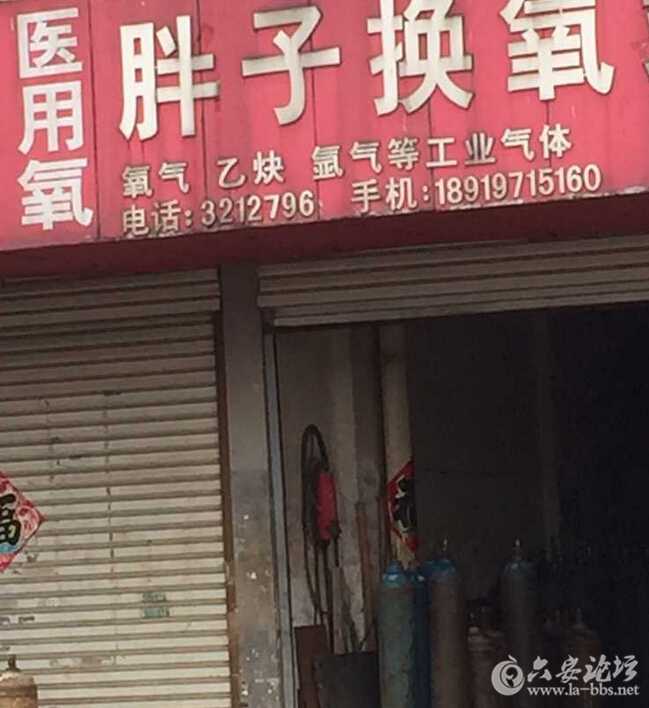 医用氧
胖子换氧
氧气 乙炔 氩气等工业气体
电话:3212796 手机:18919715160
福
六安论坛
www.la-bbs.net